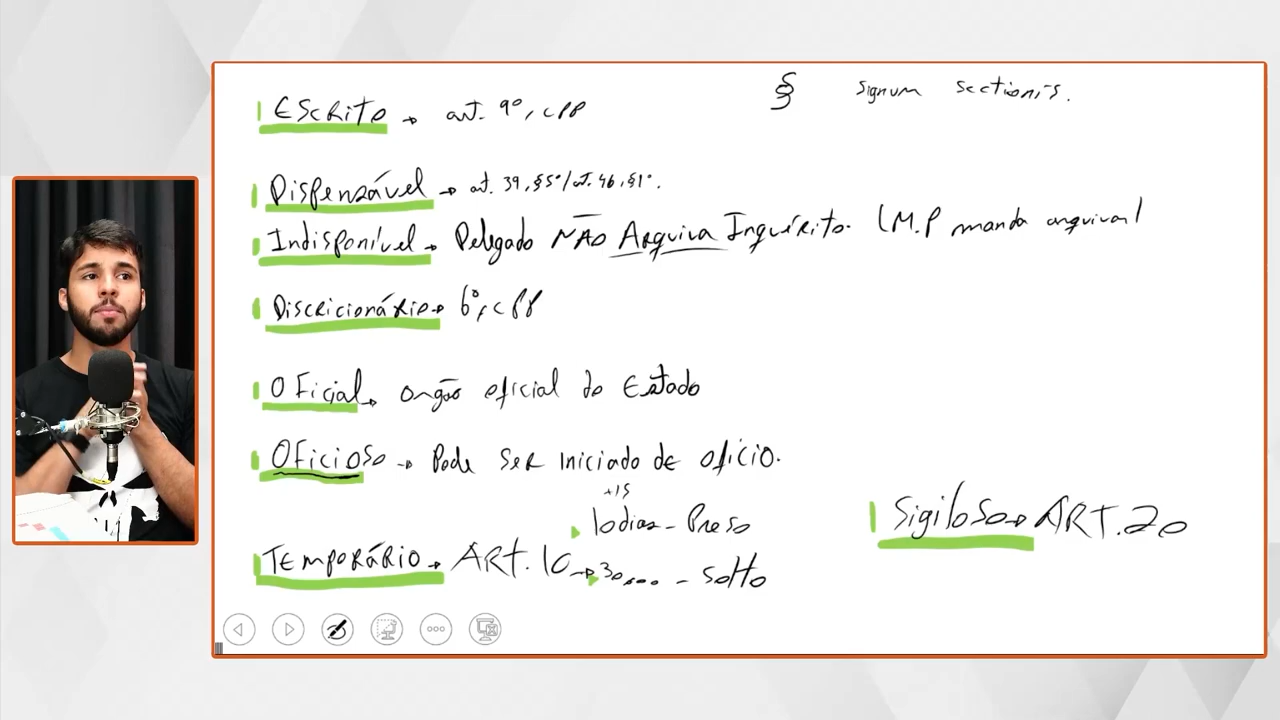 § Signum sectionis.
Escrito → art. 9º, CPP
Dispensável → art. 39, §5º/art. 46, §1º.
Indisponível → Delegado NÃO Arquiva Inquérito. (M.P manda arquivar)
Discricionário → 6º, CPP
Oficial → orgão oficial do Estado
Oficioso → Pode ser iniciado de ofício.
+15
10 dias - Preso
Sigiloso → ART. 20
Temporário → ART. 10 → 30 - solto